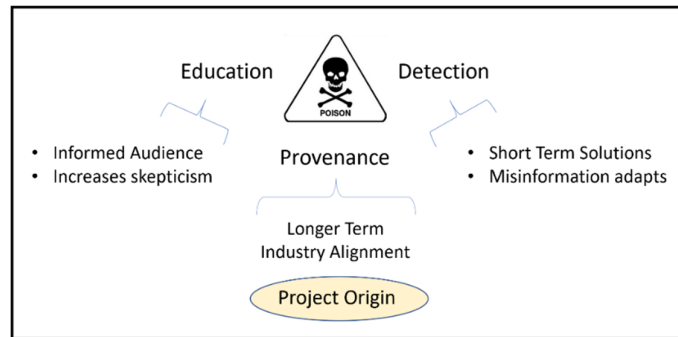 Education
Detection
POISON
• Informed Audience
• Increases skepticism
Provenance
• Short Term Solutions
• Misinformation adapts
Longer Term
Industry Alignment
Project Origin